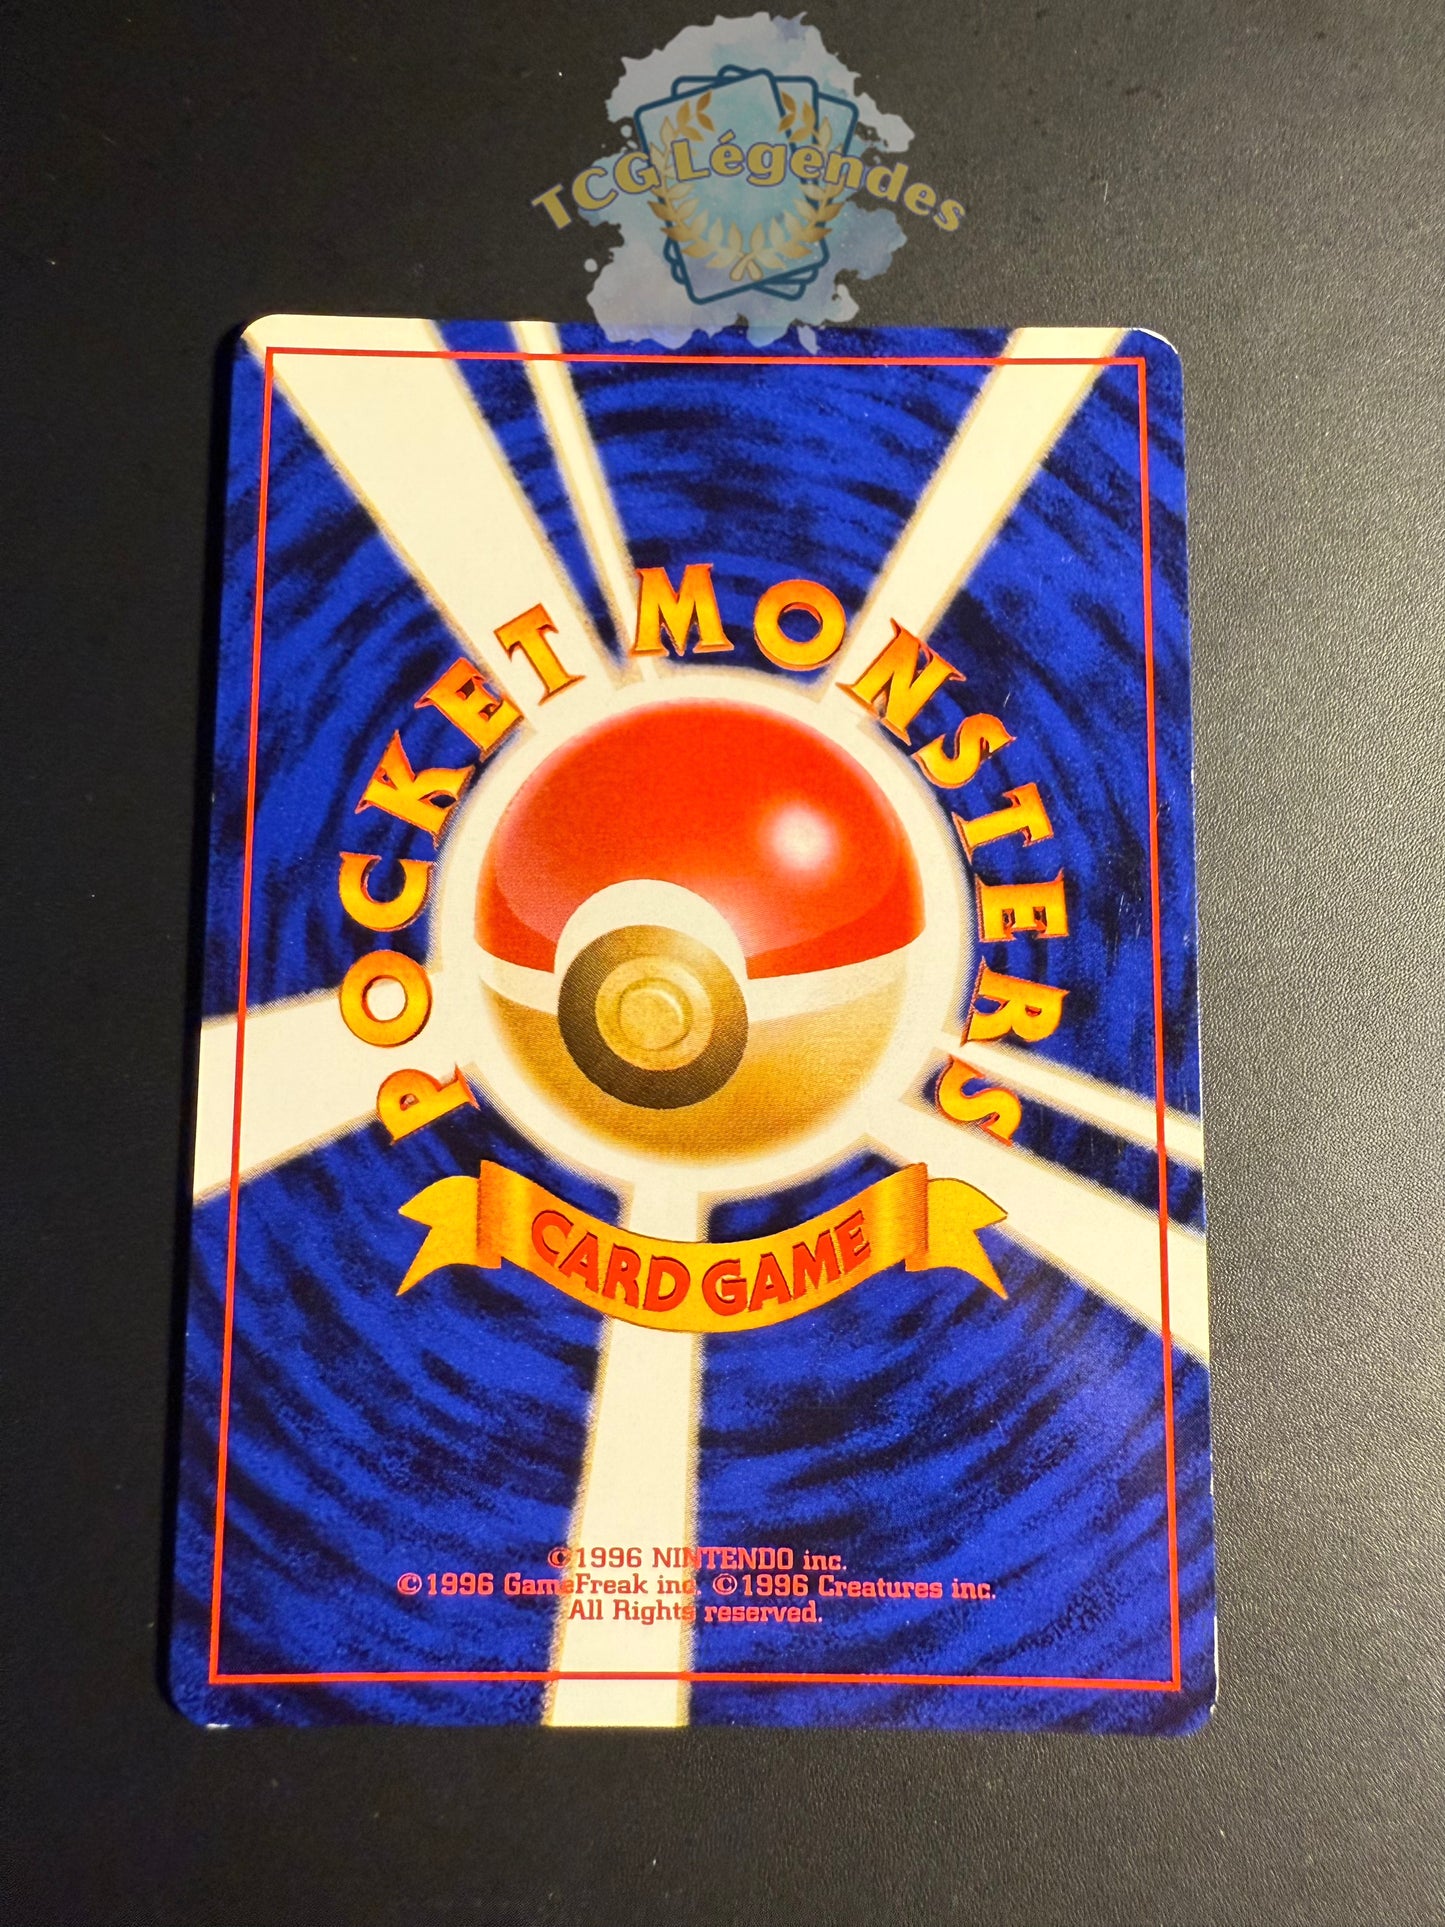 TCG Légendes
POCKET MONSTERS
CARD GAME
©1996 NINTENDO inc.
©1996 GameFreak inc. ©1996 Creatures inc.
All Rights reserved.